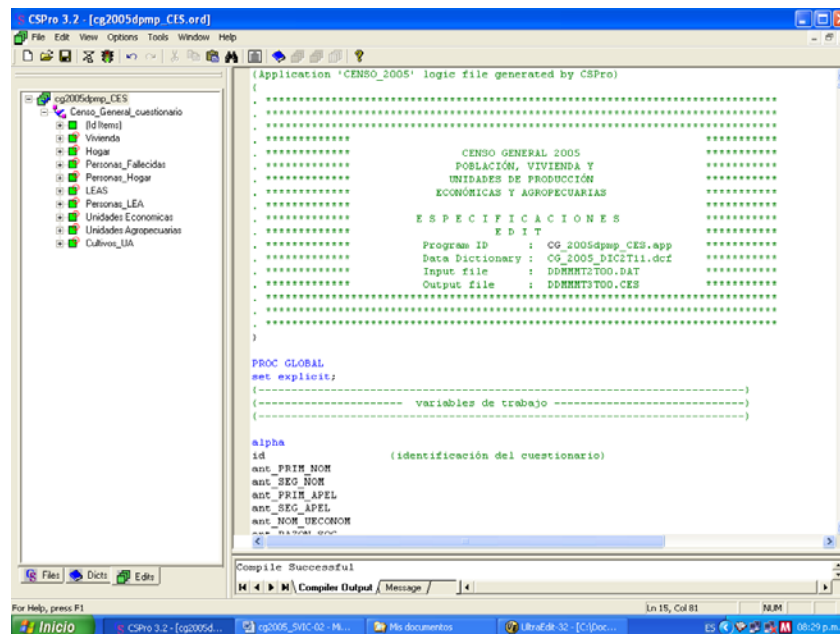 CSPro 3.2 - [cg2005dpmp_CES.ord]
File Edit View Options Tools Window Help
cg2005dpmp_CES
Censo_General_cuestionario
(Id Items)
Vivienda
Hogar
Personas_Fallecidas
Personas_Hogar
LEAS
Personas_LEA
Unidades Economicas
Unidades Agropecuarias
Cultivos_UA
Files Dicts Edits
(Application 'CENSO_2005' logic file generated by CSPro)
(
. ******************************************************************************
. ******************************************************************************
. ******************************************************************************
. ************* ***********
. ************* CENSO GENERAL 2005 ***********
. ************* POBLACIÓN, VIVIENDA Y ***********
. ************* UNIDADES DE PRODUCCIÓN ***********
. ************* ECONÓMICAS Y AGROPECUARIAS ***********
. ************* ***********
. ************* E S P E C I F I C A C I O N E S ***********
. ************* E D I T ***********
. ************* Program ID : CG_2005dpmp_CES.app ***********
. ************* Data Dictionary : CG_2005_DIC2T11.dcf ***********
. ************* Input file : DDMMMT2T00.DAT ***********
. ************* Output file : DDMMMT3T00.CES ***********
. ******************************************************************************
. ******************************************************************************
. ******************************************************************************
)
PROC GLOBAL
set explicit;
(--------------------------------------------------------------------------)
(---------------------- variables de trabajo -----------------------------)
(--------------------------------------------------------------------------)
alpha
id (identificación del cuestionario)
ant_PRIM_NOM
ant_SEG_NOM
ant_PRIM_APEL
ant_SEG_APEL
ant_NOM_UECONOM
ant_RAZON_SOC
Compile Successful
Compiler Output Message
For Help, press F1
Ln 15, Col 81 NUM
Inicio CSPro 3.2 - [cg2005d... cg2005_SVIC-02 - Mi... Mis documentos UltraEdit-32 - [C:\Doc... ES 08:29 p.m.